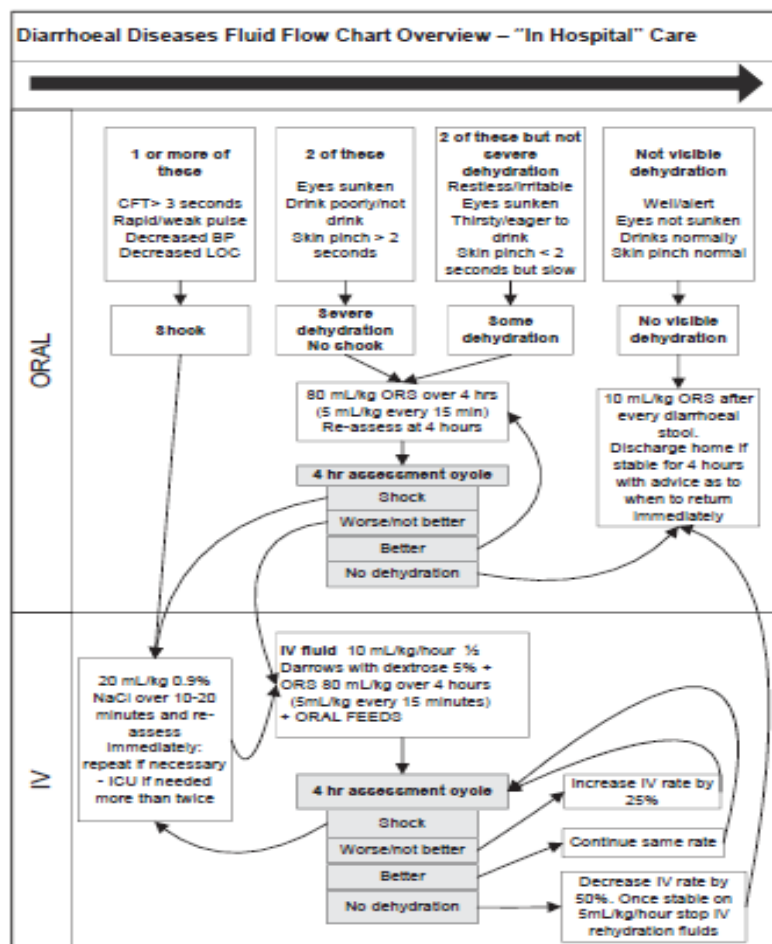 Diarrhoeal Diseases Fluid Flow Chart Overview – "In Hospital" Care
ORAL
1 or more of
these
CFT> 3 seconds
Rapid/weak pulse
Decreased BP
Decreased LOC
2 of these
Eyes sunken
Drink poorly/not
drink
Skin pinch > 2
seconds
2 of these but not
severe
dehydration
Restless/irritable
Eyes sunken
Thirsty/eager to
drink
Skin pinch < 2
seconds but slow
Not visible
dehydration
Well/alert
Eyes not sunken
Drinks normally
Skin pinch normal
Shock
Severe
dehydration
No shock
Some
dehydration
No visible
dehydration
80 mL/kg ORS over 4 hrs
(5 mL/kg every 15 min)
Re-assess at 4 hours
10 mL/kg ORS after
every diarrhoeal
stool.
Discharge home if
stable for 4 hours
with advice as to
when to return
immediately
4 hr assessment cycle
Shock
Worse/not better
Better
No dehydration
IV
20 mL/kg 0.9%
NaCl over 10-20
minutes and re-
assess
Immediately:
repeat if necessary
- ICU if needed
more than twice
IV fluid 10 mL/kg/hour ½
Darrows with dextrose 5% +
ORS 80 mL/kg over 4 hours
(5mL/kg every 15 minutes)
+ ORAL FEEDS
4 hr assessment cycle
Shock
Worse/not better
Better
No dehydration
Increase IV rate by
25%
Continue same rate
Decrease IV rate by
50%. Once stable on
5mL/kg/hour stop IV
rehydration fluids